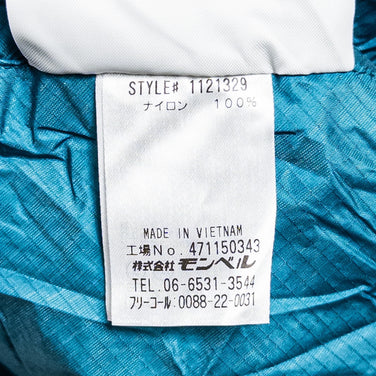 STYLE# 1121329
ナイロン 100%
MADE IN VIETNAM
工場No. 471150343
株式会社 モンベル
TEL. 06-6531-3544
フリーコール: 0088-22-0031